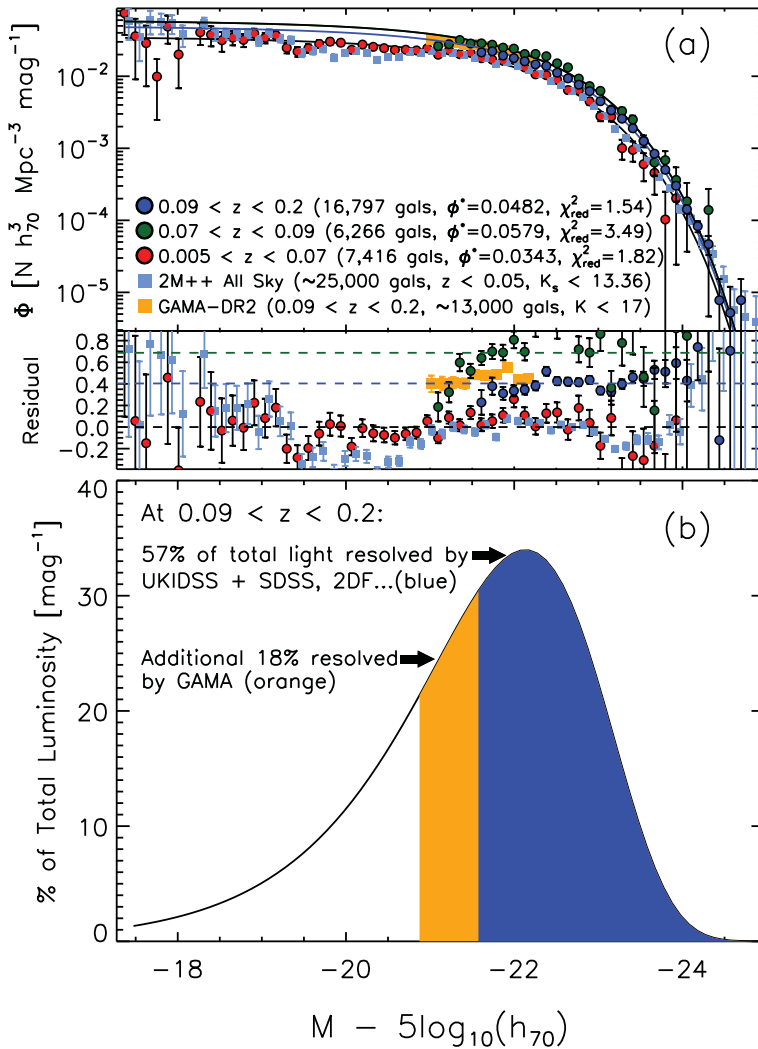 (a)
10⁻²
10⁻³
10⁻⁴
10⁻⁵
Φ [N h³₇₀ Mpc⁻³ mag⁻¹]
0.09 < z < 0.2 (16,797 gals, ϕ*=0.0482, χ²red=1.54)
0.07 < z < 0.09 (6,266 gals, ϕ*=0.0579, χ²red=3.49)
0.005 < z < 0.07 (7,416 gals, ϕ*=0.0343, χ²red=1.82)
2M++ All Sky (~25,000 gals, z < 0.05, Kₛ < 13.36)
GAMA-DR2 (0.09 < z < 0.2, ~13,000 gals, K < 17)
0.8
0.6
0.4
0.2
0.0
-0.2
Residual
40
30
20
10
0
% of Total Luminosity [mag⁻¹]
At 0.09 < z < 0.2:
(b)
57% of total light resolved by
UKIDSS + SDSS, 2DF...(blue)
Additional 18% resolved
by GAMA (orange)
-18 -20 -22 -24
M - 5log₁₀(h₇₀)